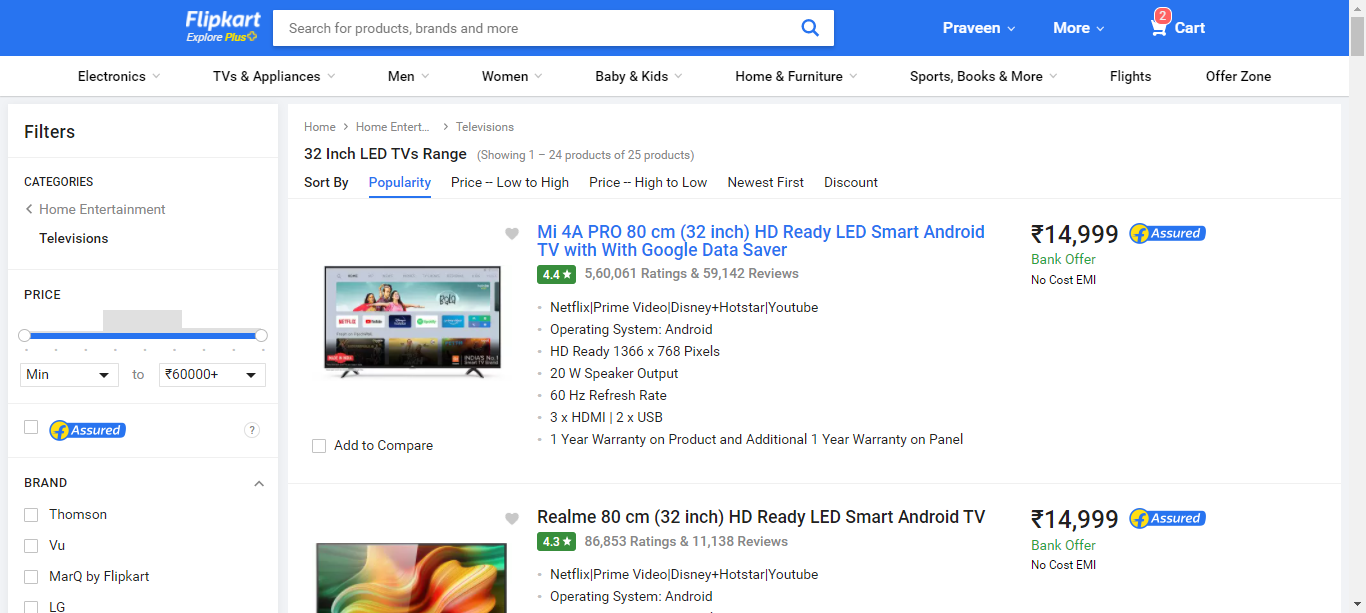 Flipkart
Explore Plus
Search for products, brands and more
Praveen
More
2
Cart
Electronics
TVs & Appliances
Men
Women
Baby & Kids
Home & Furniture
Sports, Books & More
Flights
Offer Zone
Filters
CATEGORIES
Home Entertainment
Televisions
PRICE
Min
to
₹60000+
Assured
?
BRAND
Thomson
Vu
MarQ by Flipkart
LG
Home
Home Entert...
Televisions
32 Inch LED TVs Range (Showing 1 – 24 products of 25 products)
Sort By
Popularity
Price -- Low to High
Price -- High to Low
Newest First
Discount
Mi 4A PRO 80 cm (32 inch) HD Ready LED Smart Android
TV with With Google Data Saver
4.4 5,60,061 Ratings & 59,142 Reviews
Netflix|Prime Video|Disney+Hotstar|Youtube
Operating System: Android
HD Ready 1366 x 768 Pixels
20 W Speaker Output
60 Hz Refresh Rate
3 x HDMI | 2 x USB
1 Year Warranty on Product and Additional 1 Year Warranty on Panel
₹14,999 Assured
Bank Offer
No Cost EMI
NETFLIX
YouTube
INDIA'S No.1
Add to Compare
Realme 80 cm (32 inch) HD Ready LED Smart Android TV
4.3 86,853 Ratings & 11,138 Reviews
Netflix|Prime Video|Disney+Hotstar|Youtube
Operating System: Android
₹14,999 Assured
Bank Offer
No Cost EMI